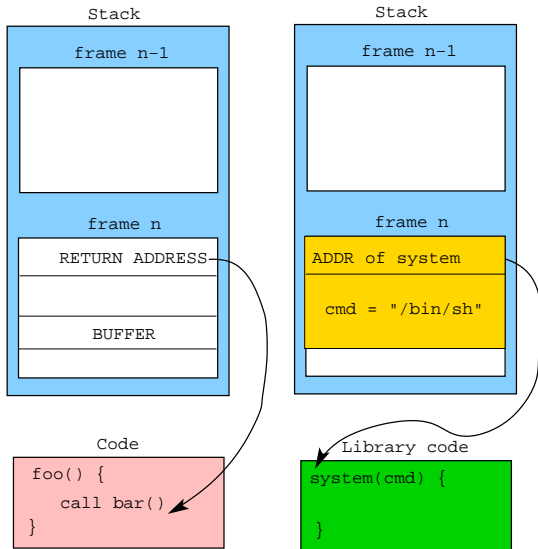 Stack
frame n-1
frame n
RETURN ADDRESS
BUFFER
Code
foo() {
call bar()
}
Stack
frame n-1
frame n
ADDR of system
cmd = "/bin/sh"
Library code
system(cmd) {
}